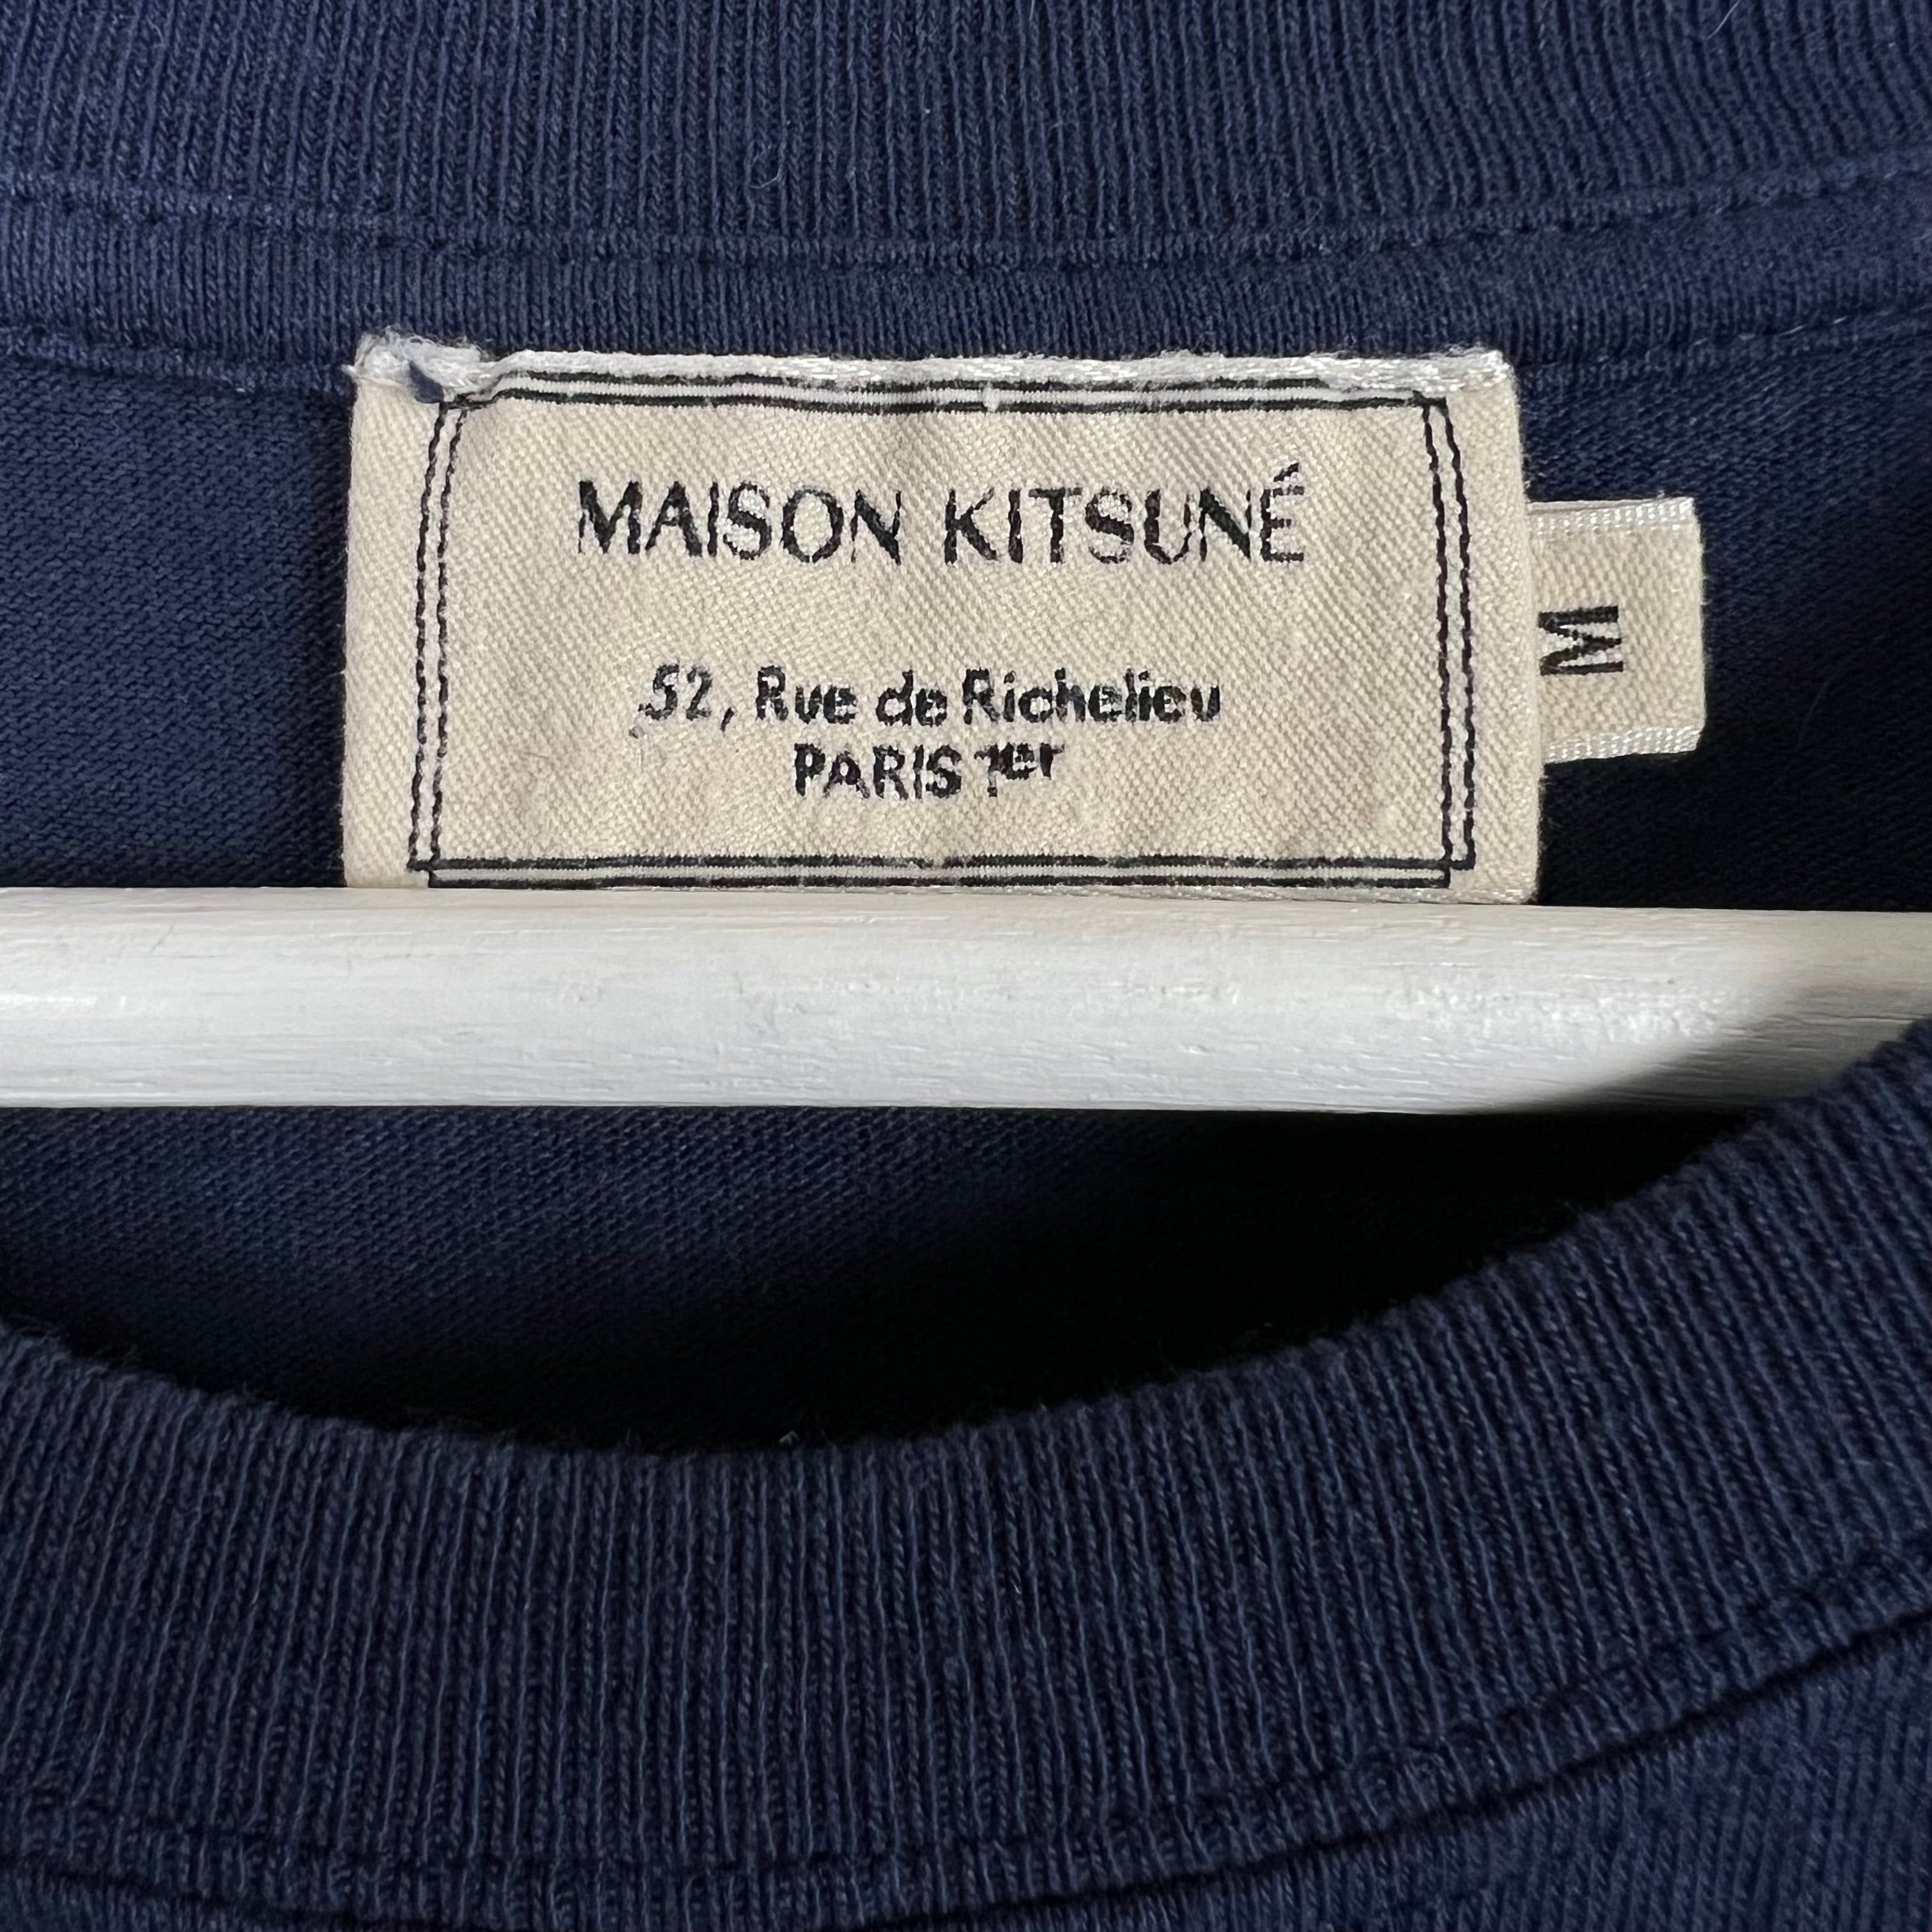 MAISON KITSUNÉ
52, Rue de Richelieu
PARIS 1er
M